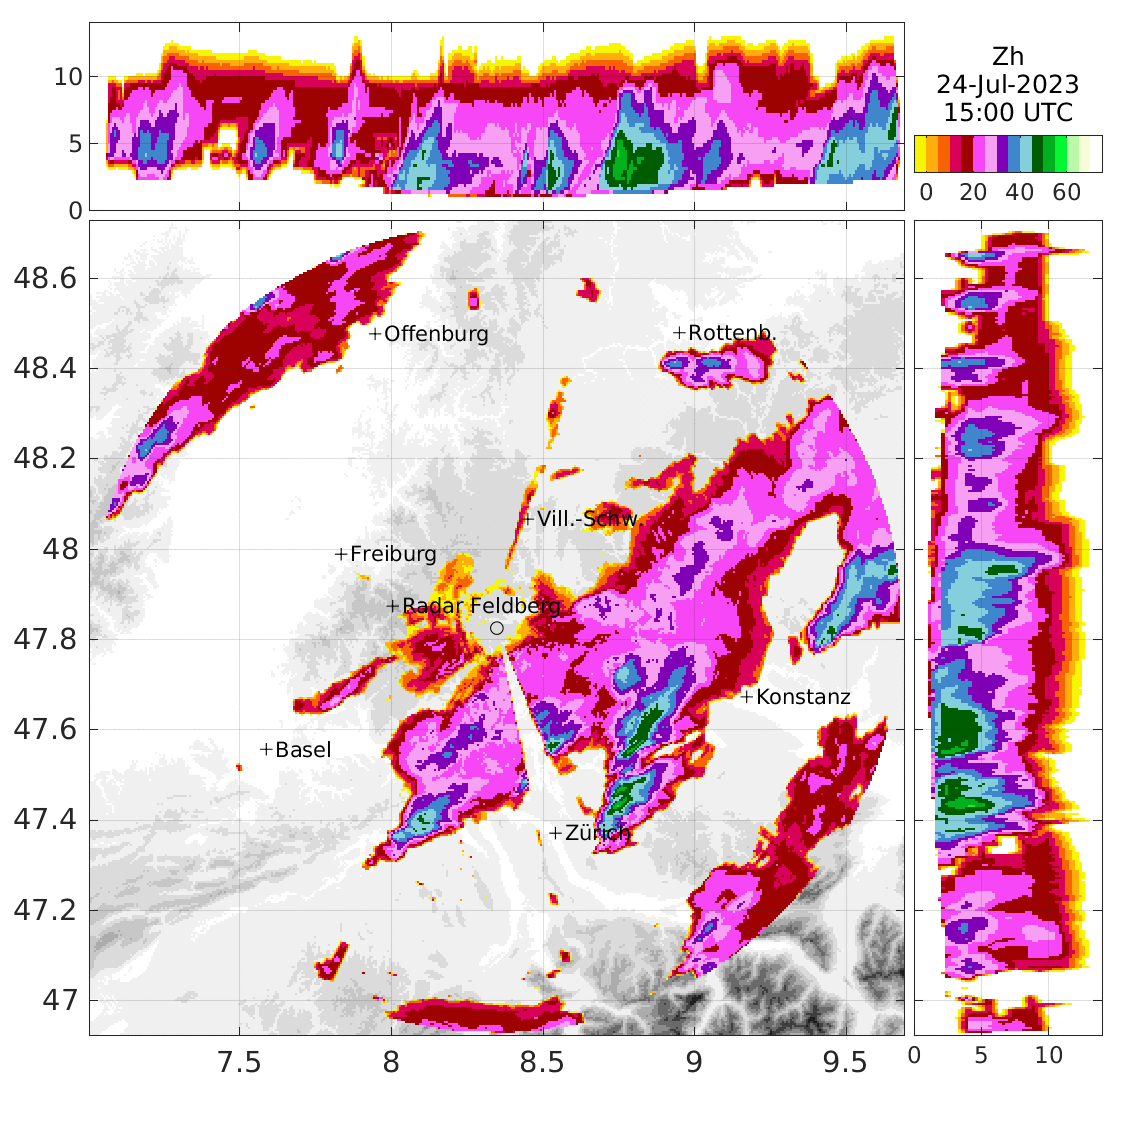 Zh
24-Jul-2023
15:00 UTC
0 20 40 60
10
5
0
48.6
48.4
48.2
48
47.8
47.6
47.4
47.2
47
+Offenburg
+Rottenb.
+Vill.-Schw.
+Freiburg
+Radar Feldberg
+Konstanz
+Basel
+Zürich
7.5 8 8.5 9 9.5
0 5 10